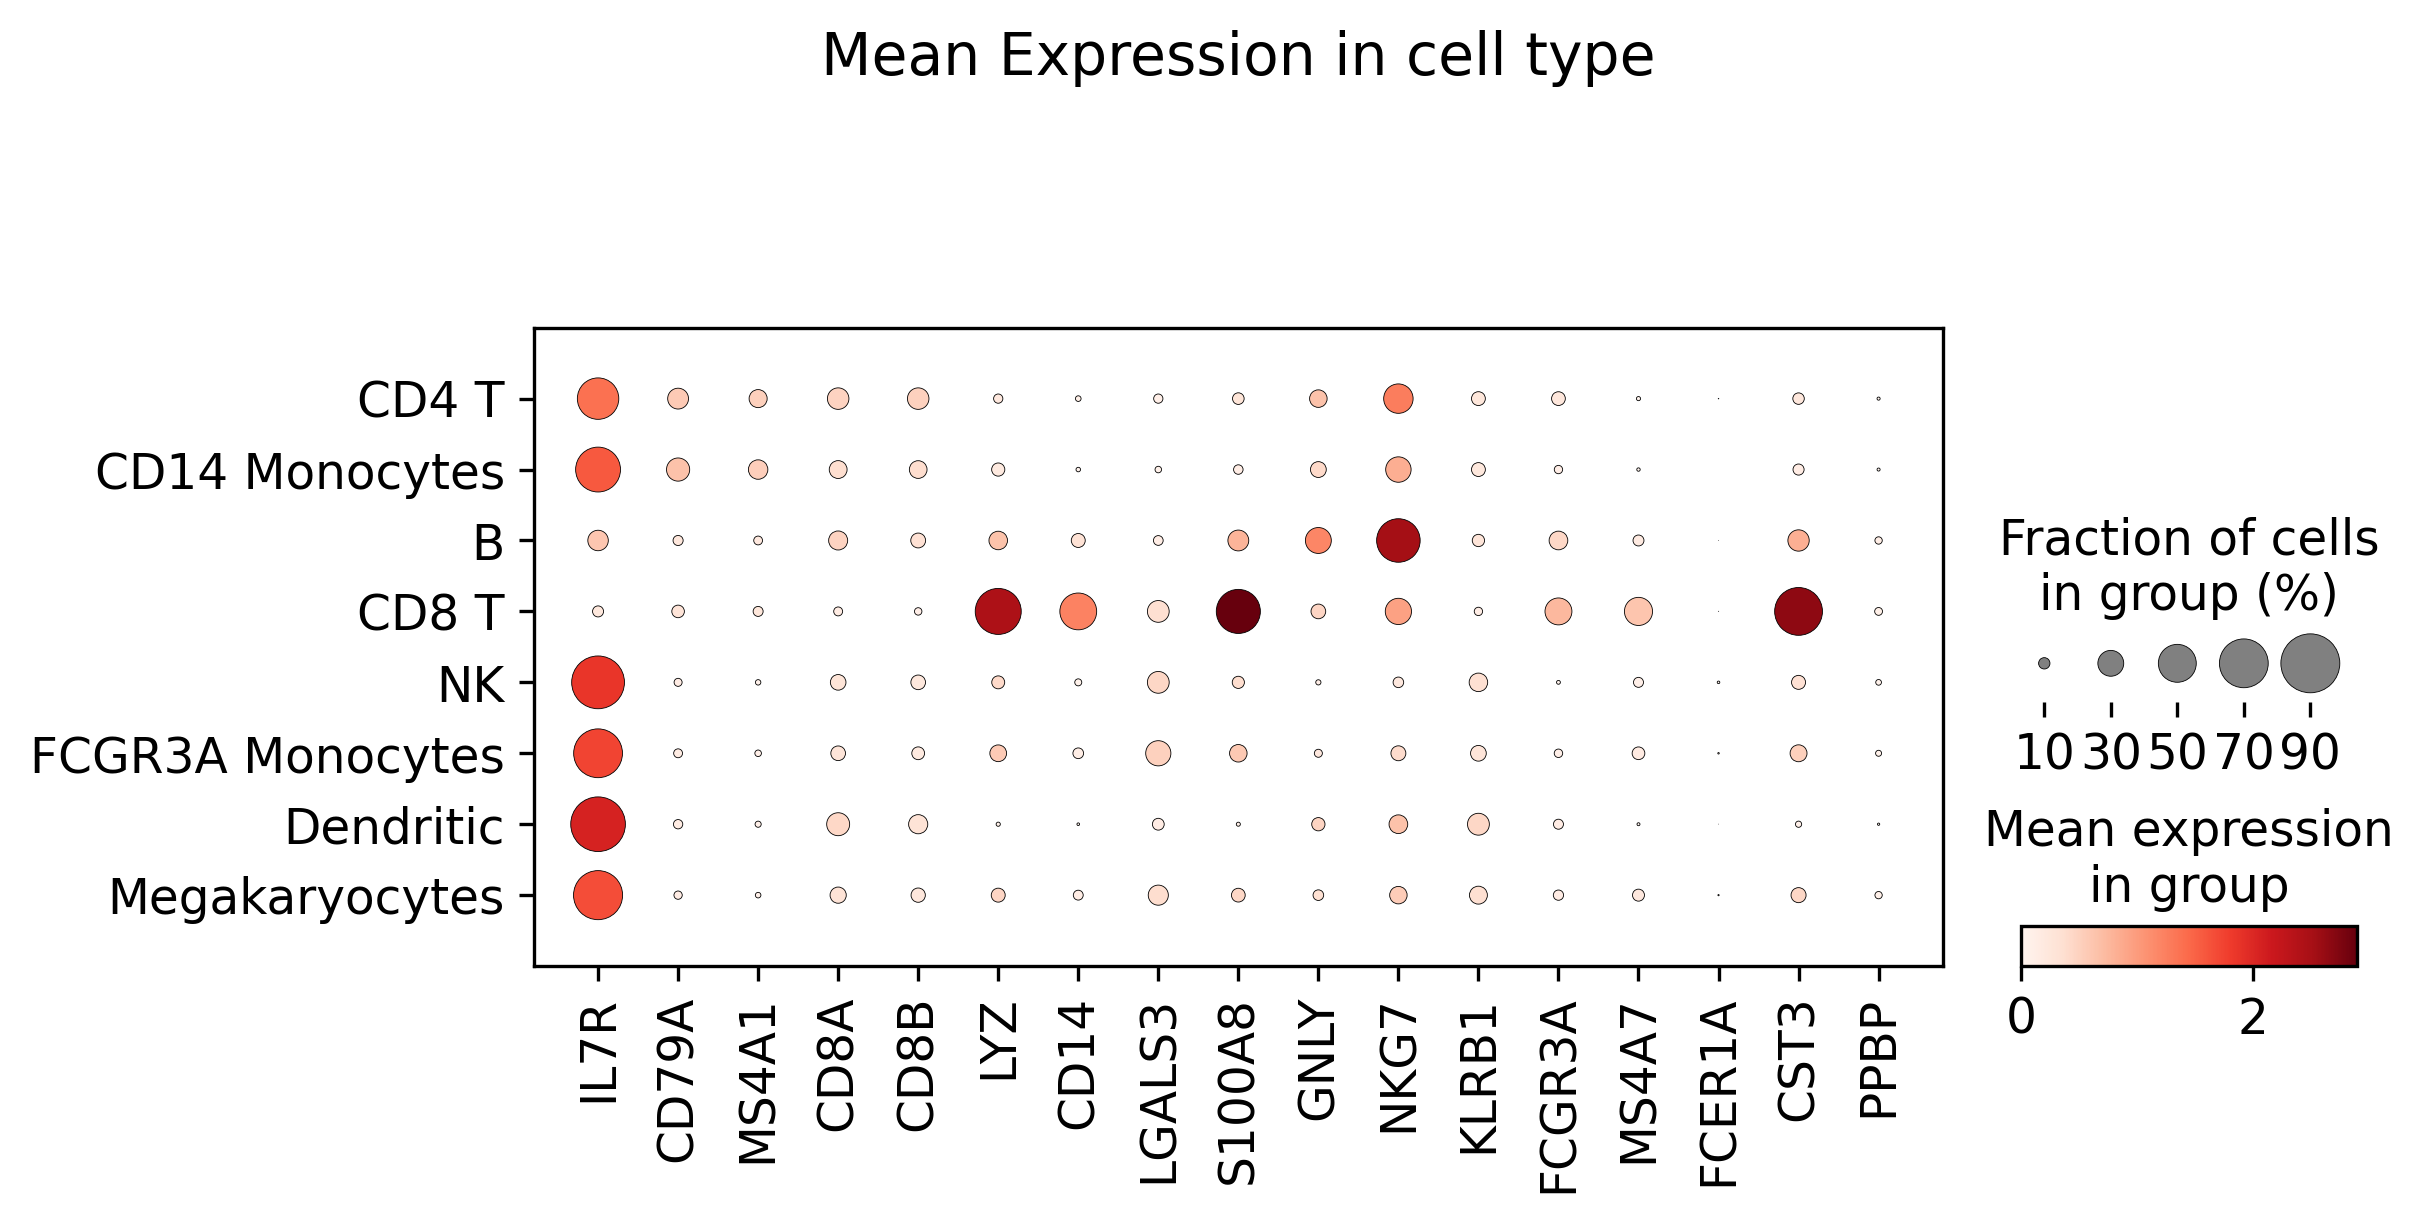 Mean Expression in cell type
CD4 T
CD14 Monocytes
B
CD8 T
NK
FCGR3A Monocytes
Dendritic
Megakaryocytes
IL7R
CD79A
MS4A1
CD8A
CD8B
LYZ
CD14
LGALS3
S100A8
GNLY
NKG7
KLRB1
FCGR3A
MS4A7
FCER1A
CST3
PPBP
Fraction of cells
in group (%)
10 30 50 70 90
Mean expression
in group
0 2